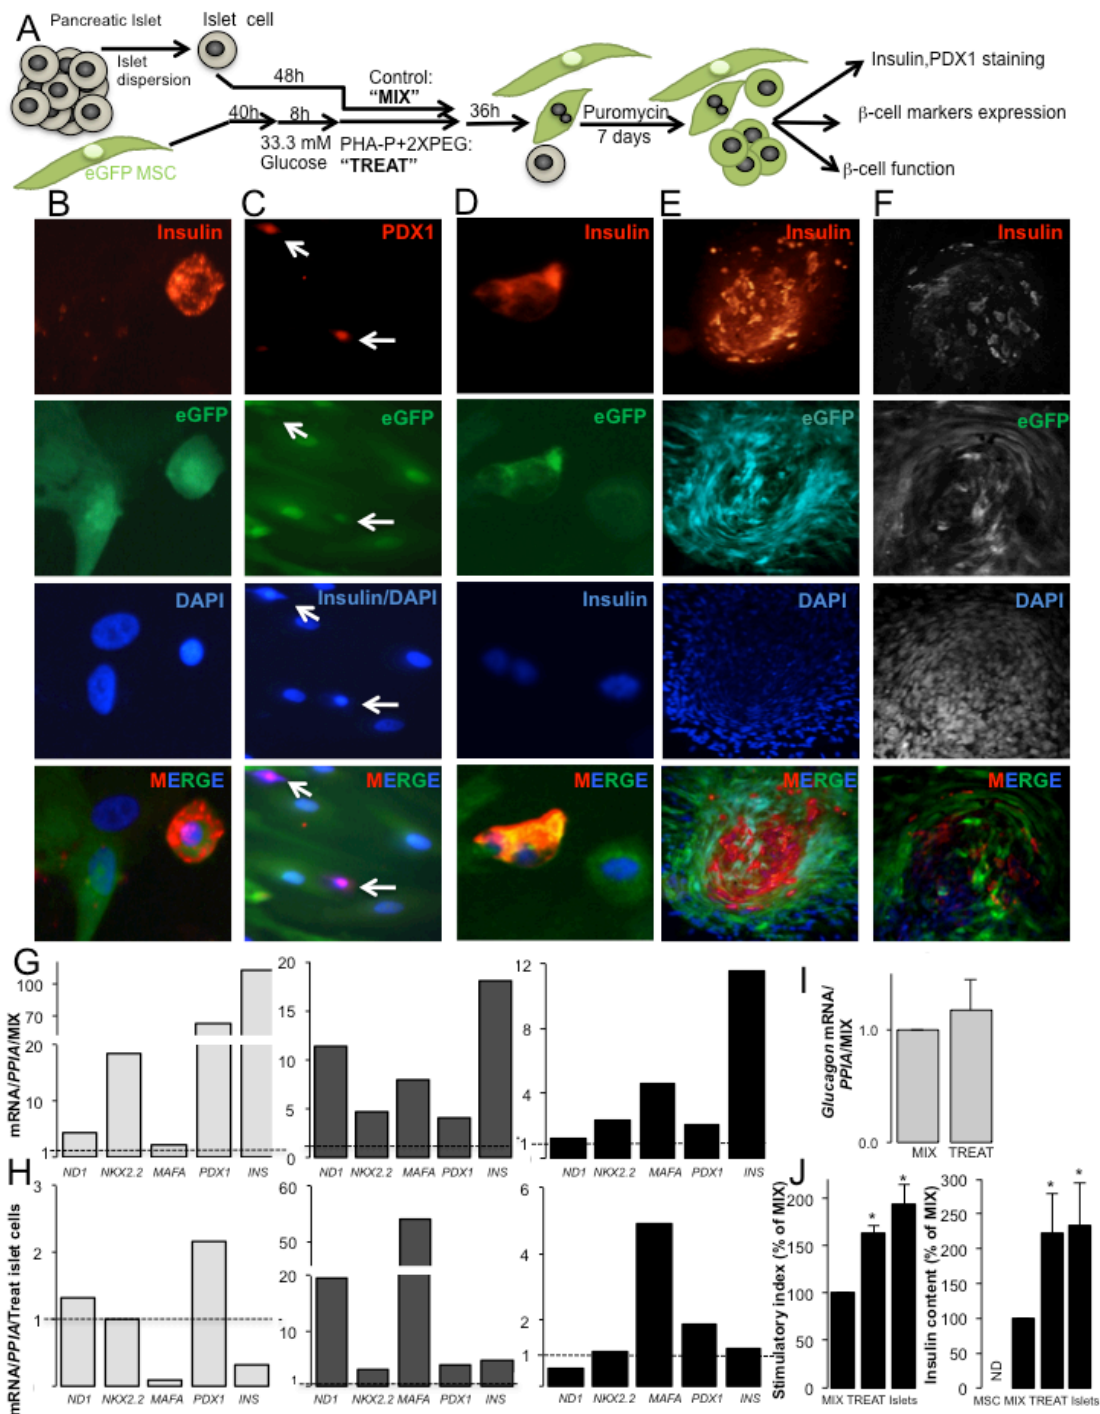 A
Pancreatic Islet
Islet cell
Islet
dispersion
48h
Control:
"MIX"
40h
8h
33.3 mM
Glucose
PHA-P+2XPEG:
"TREAT"
36h
Puromycin
7 days
Insulin,PDX1 staining
β-cell markers expression
β-cell function
eGFP MSC
B
C
D
E
F
Insulin
PDX1
Insulin
Insulin
Insulin
eGFP
eGFP
eGFP
eGFP
eGFP
DAPI
Insulin/DAPI
Insulin
DAPI
DAPI
MERGE
MERGE
MERGE
MERGE
MERGE
G
mRNA/PPIA/MIX
100
70
20
10
1
ND1 NKX2.2 MAFA PDX1 INS
20
15
10
5
0
ND1 NKX2.2 MAFA PDX1 INS
12
8
4
1
ND1 NKX2.2 MAFA PDX1 INS
I
Glucagon mRNA/
PPIA/MIX
1.0
0.0
MIX TREAT
H
mRNA/PPIA/Treat islet cells
3
2
1
ND1 NKX2.2 MAFA PDX1 INS
60
50
20
10
1
ND1 NKX2.2 MAFA PDX1 INS
6
4
2
1
0
ND1 NKX2.2 MAFA PDX1 INS
J
Stimulatory index (% of MIX)
200
150
100
50
0
* *
MIX TREAT Islets
Insulin content (% of MIX)
300
250
200
150
100
50
0
ND
* *
MSC MIX TREAT Islets